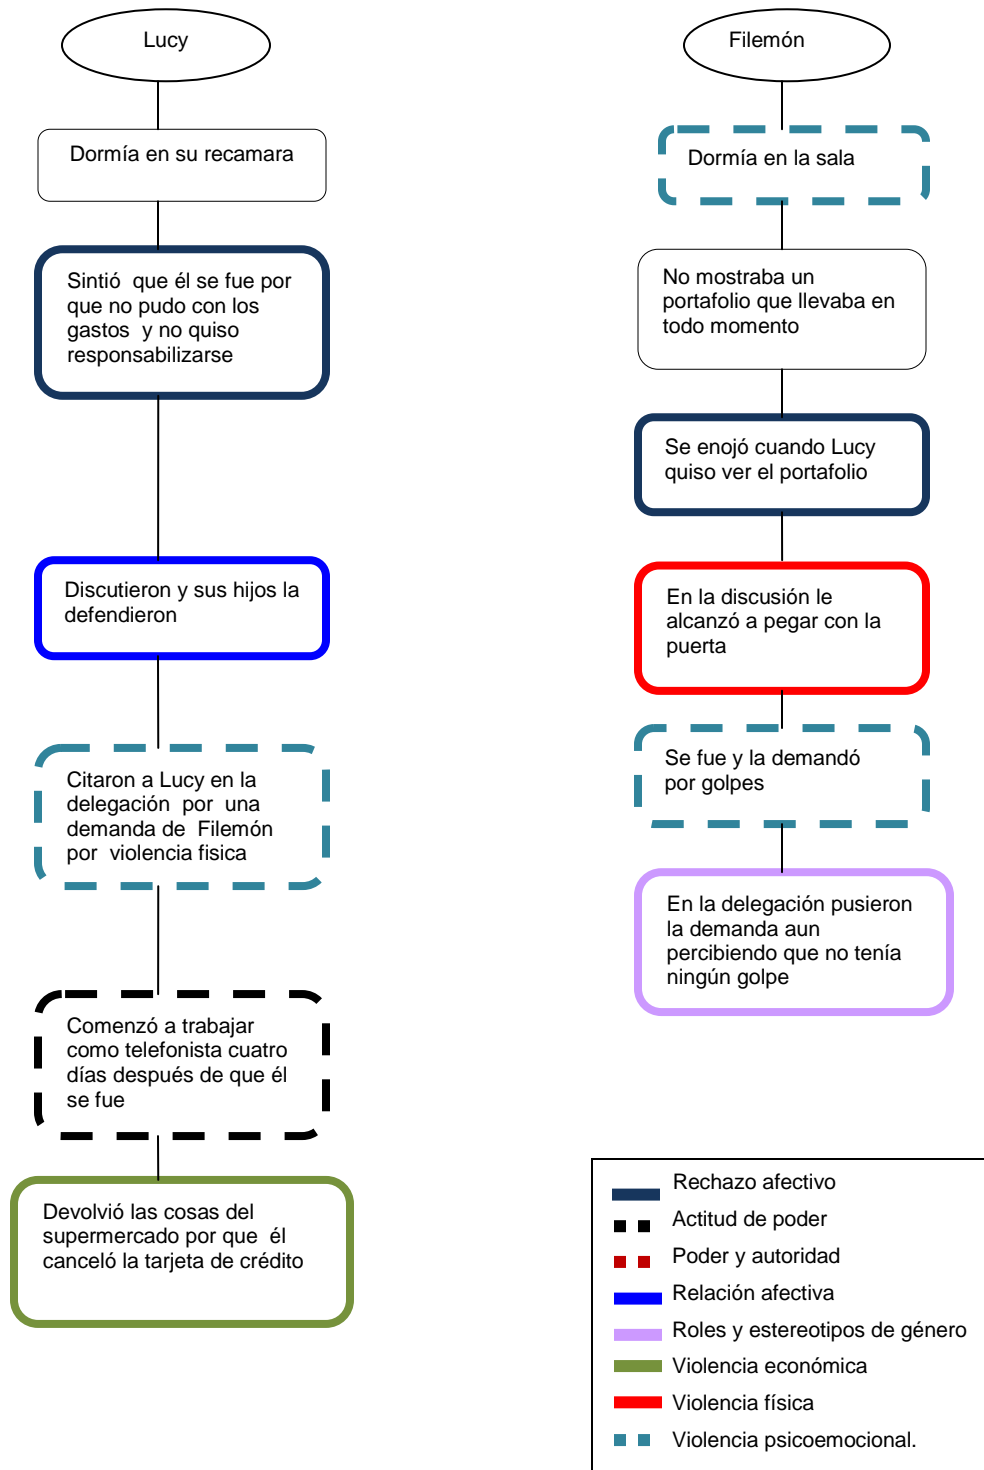 Lucy
Dormía en su recamara
Sintió que él se fue por
que no pudo con los
gastos y no quiso
responsabilizarse
Discutieron y sus hijos la
defendieron
Citaron a Lucy en la
delegación por una
demanda de Filemón
por violencia fisica
Comenzó a trabajar
como telefonista cuatro
días después de que él
se fue
Devolvió las cosas del
supermercado por que él
canceló la tarjeta de crédito
Filemón
Dormía en la sala
No mostraba un
portafolio que llevaba en
todo momento
Se enojó cuando Lucy
quiso ver el portafolio
En la discusión le
alcanzó a pegar con la
puerta
Se fue y la demandó
por golpes
En la delegación pusieron
la demanda aun
percibiendo que no tenía
ningún golpe
Rechazo afectivo
Actitud de poder
Poder y autoridad
Relación afectiva
Roles y estereotipos de género
Violencia económica
Violencia física
Violencia psicoemocional.